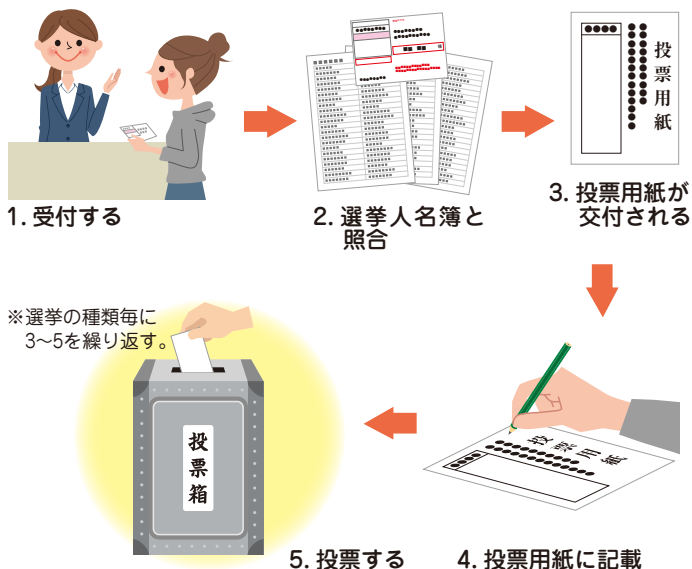 1. 受付する
2. 選挙人名簿と
照合
投票用紙
3. 投票用紙が
交付される
※選挙の種類毎に
3〜5を繰り返す。
投票箱
投票用紙
5. 投票する
4. 投票用紙に記載